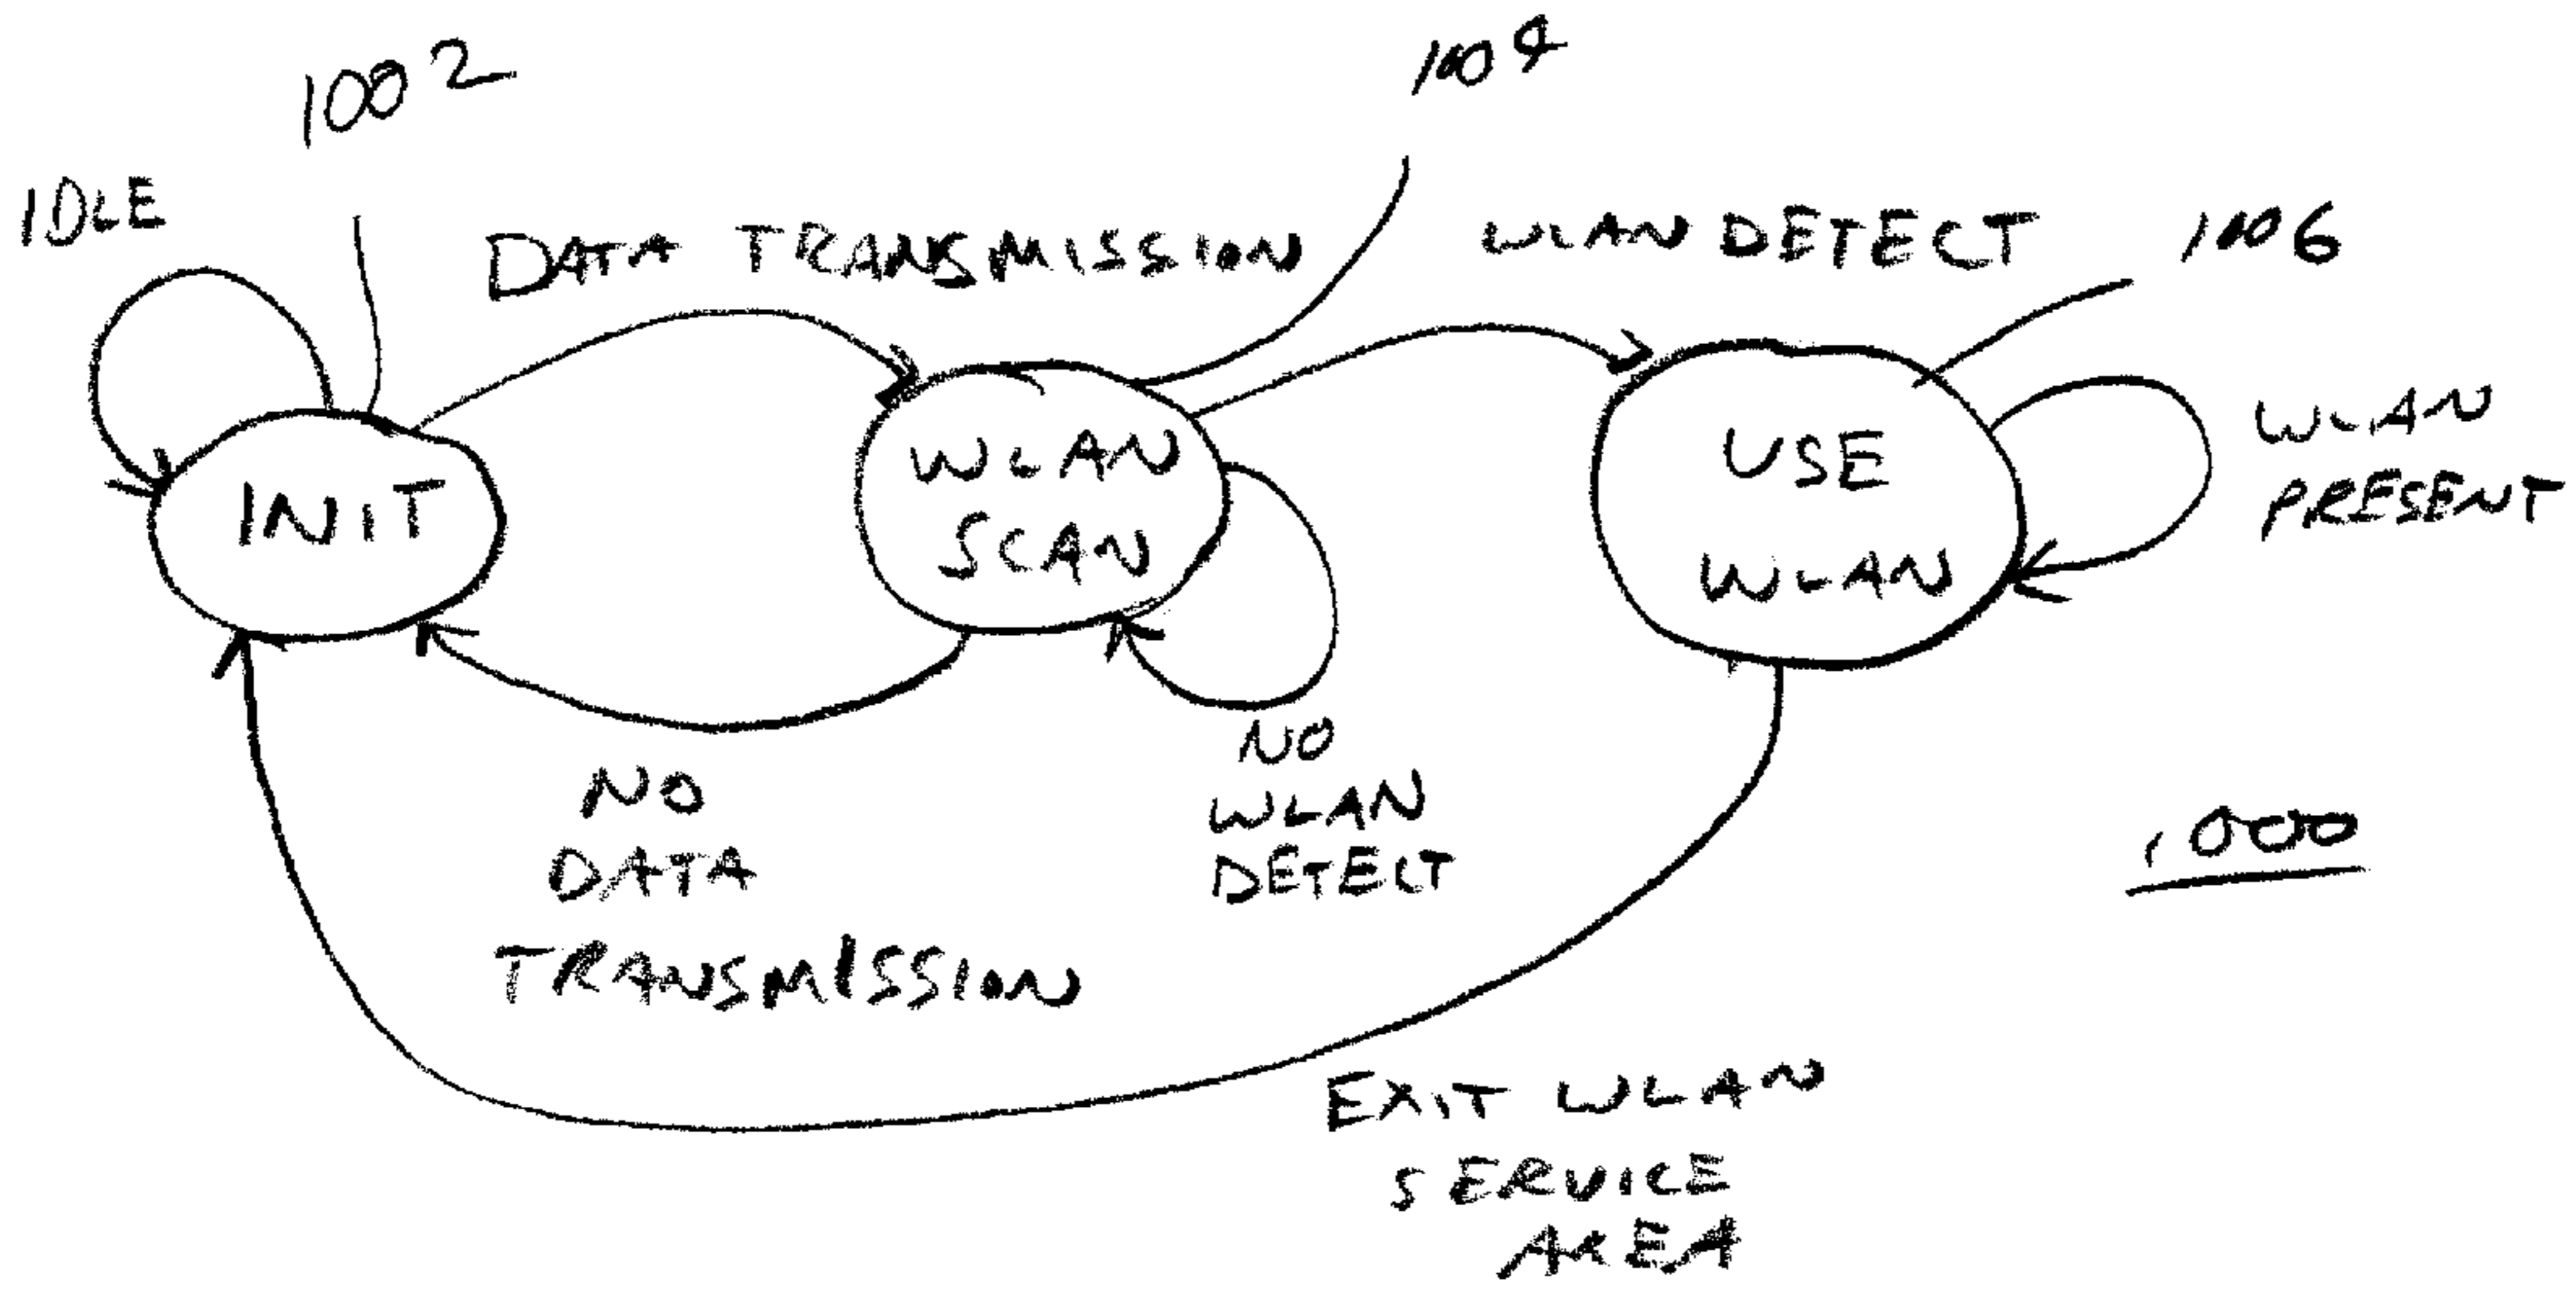 1002
1004
IDLE
DATA TRANSMISSION
WLAN DETECT
1006
INIT
WLAN
SCAN
USE
WLAN
WLAN
PRESENT
NO
DATA
TRANSMISSION
NO
WLAN
DETECT
1000
EXIT WLAN
SERVICE
AREA